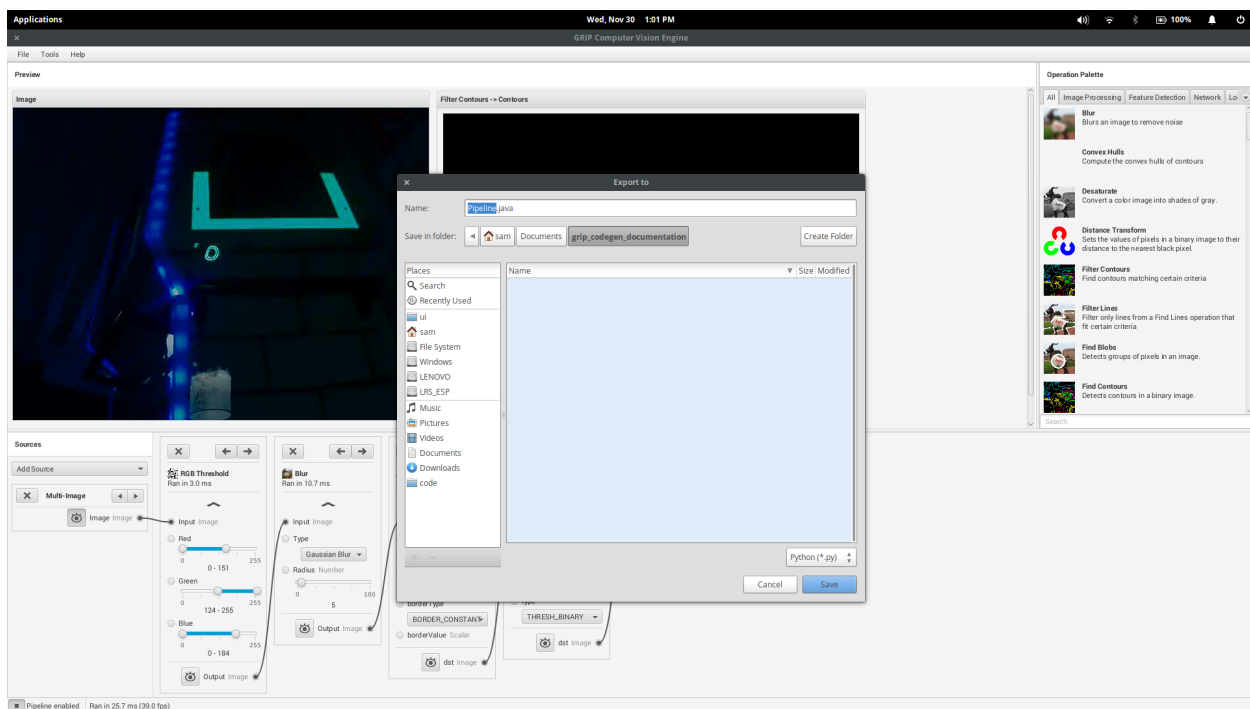 Applications
Wed, Nov 30 1:01 PM
100%
GRIP Computer Vision Engine
File Tools Help
Preview
Operation Palette
Image
Filter Contours -> Contours
All Image Processing Feature Detection Network Lo
Blur
Blurs an image to remove noise
Convex Hulls
Compute the convex hulls of contours
Desaturate
Convert a color image into shades of gray.
Distance Transform
Sets the values of pixels in a binary image to their
distance to the nearest black pixel
Filter Contours
Find contours matching certain criteria
Filter Lines
Filter only lines from a Find Lines operation that
fit certain criteria
Find Blobs
Detects groups of pixels in an image.
Find Contours
Detects contours in a binary image.
Search
Export to
Name: Pipeline.java
Save in folder: sam Documents grip_codegen_documentation Create Folder
Places
Search
Recently Used
ui
sam
File System
Windows
LENOVO
LRS_ESP
Music
Pictures
Videos
Documents
Downloads
code
Name Size Modified
Python (*.py)
Cancel Save
Sources
Add Source
Multi-Image
Image Image
RGB Threshold
Ran in 3.0 ms
Input Image
Red
0 255
0 - 151
Green
0 255
124 - 255
Blue
0 255
0 - 184
Output Image
Blur
Ran in 10.7 ms
Input Image
Type
Gaussian Blur
Radius Number
0 100
5
Output Image
borderType
BORDER_CONSTANT
borderValue Scalar
dst Image
Type
THRESH_BINARY
dst Image
Pipeline enabled Ran in 25.7 ms (39.0 fps)